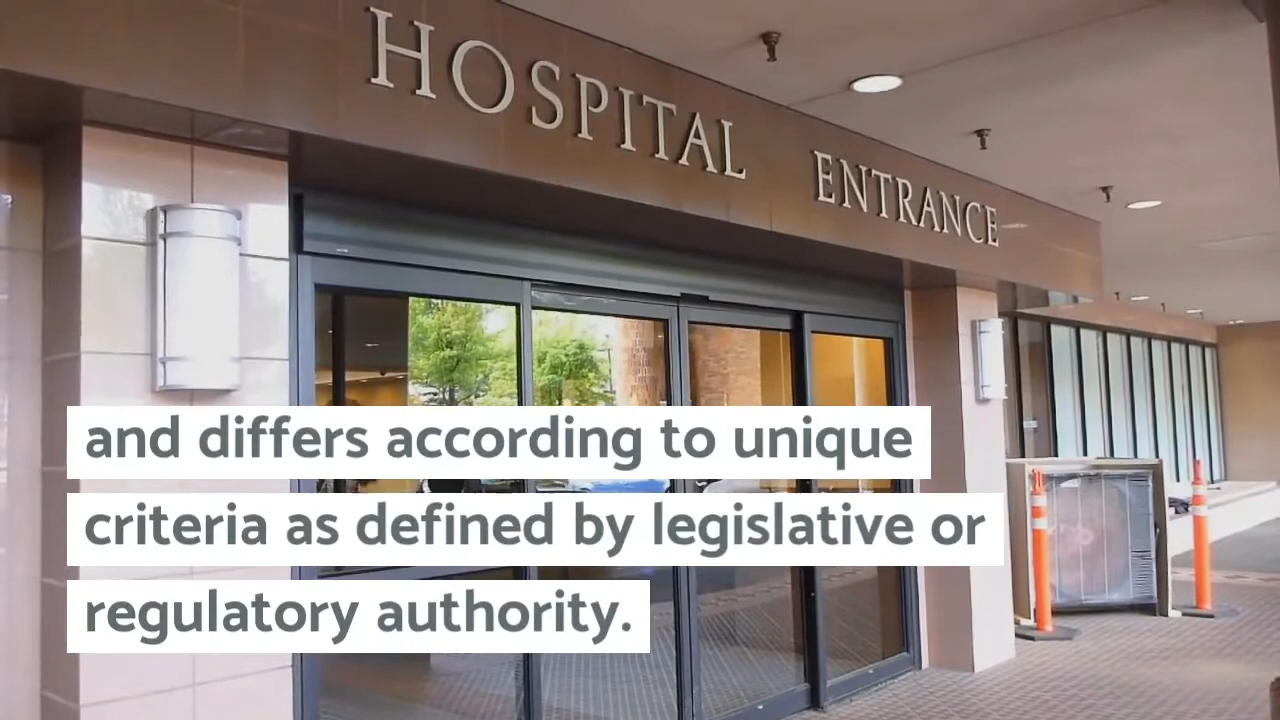 HOSPITAL ENTRANCE
and differs according to unique
criteria as defined by legislative or
regulatory authority.